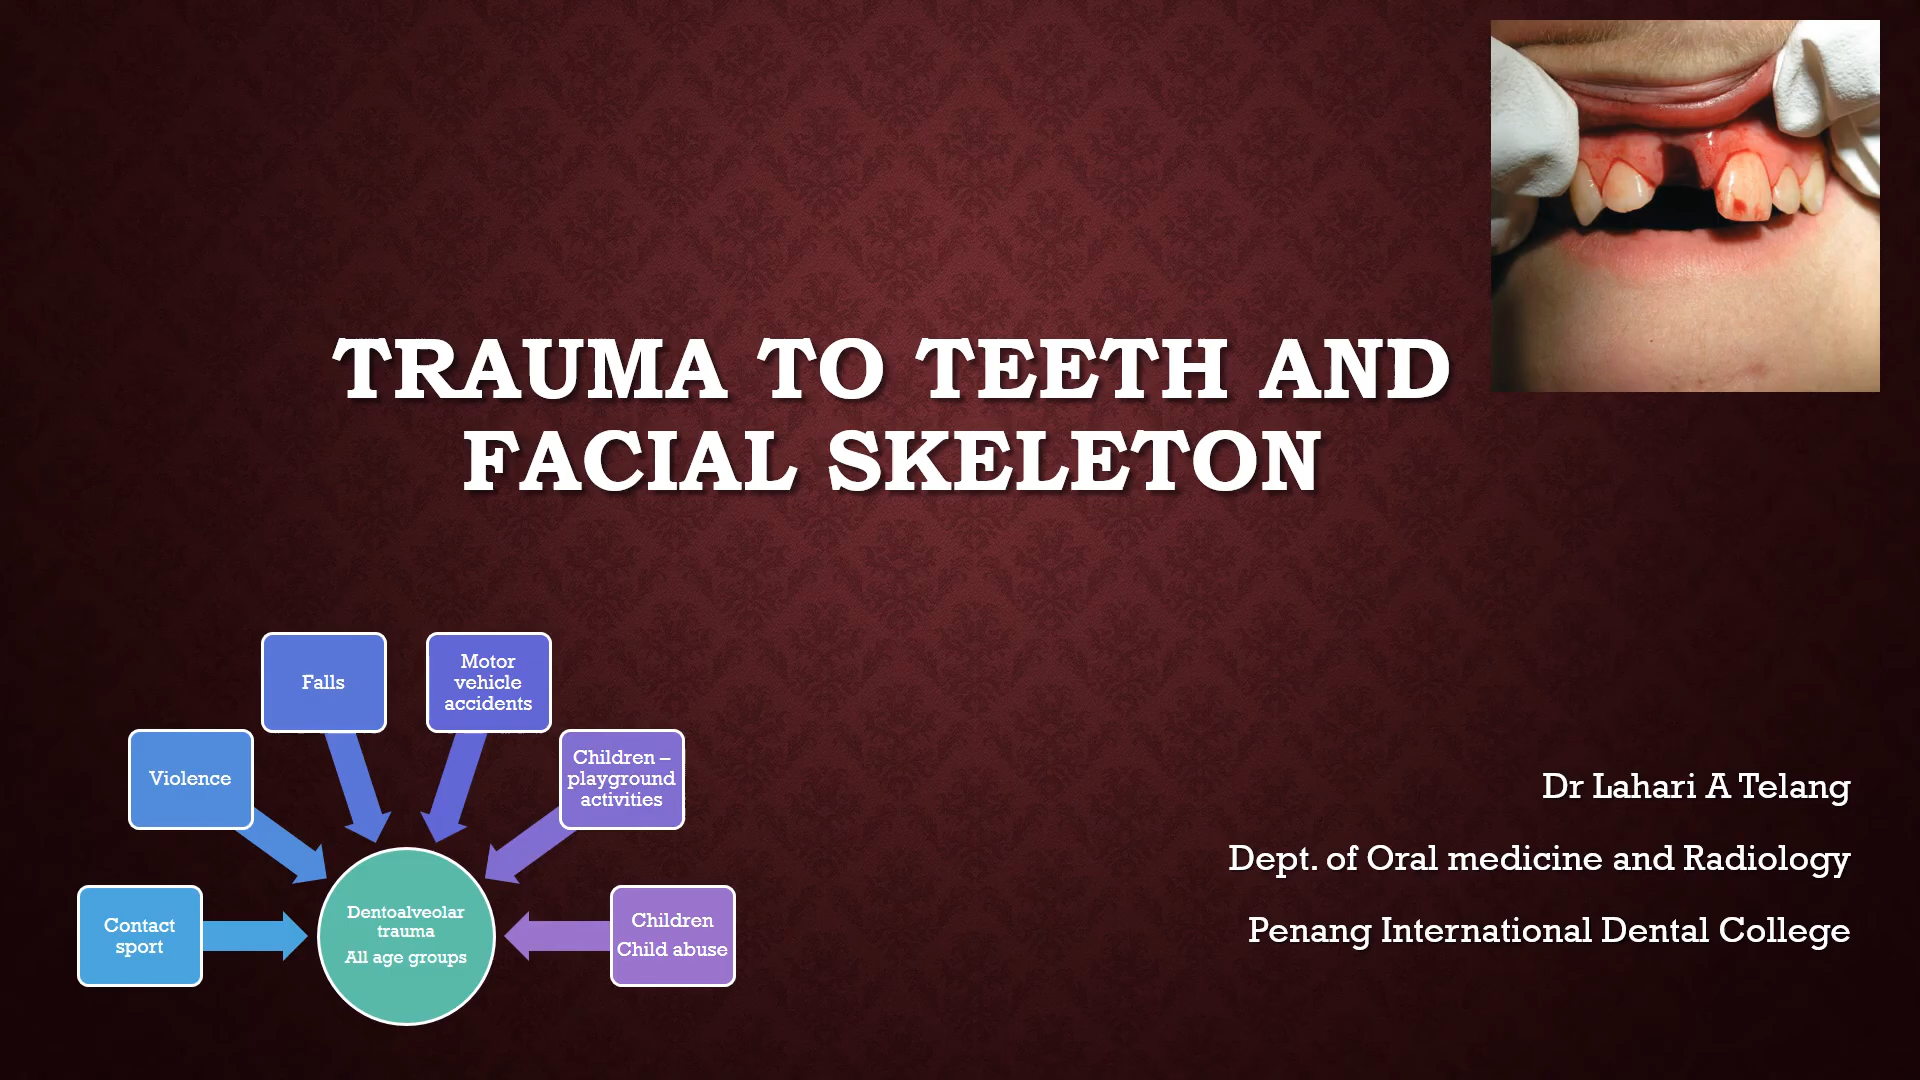 TRAUMA TO TEETH AND
FACIAL SKELETON
Falls
Motor
vehicle
accidents
Violence
Children –
playground
activities
Contact
sport
Dentoalveolar
trauma
All age groups
Children
Child abuse
Dr Lahari A Telang
Dept. of Oral medicine and Radiology
Penang International Dental College